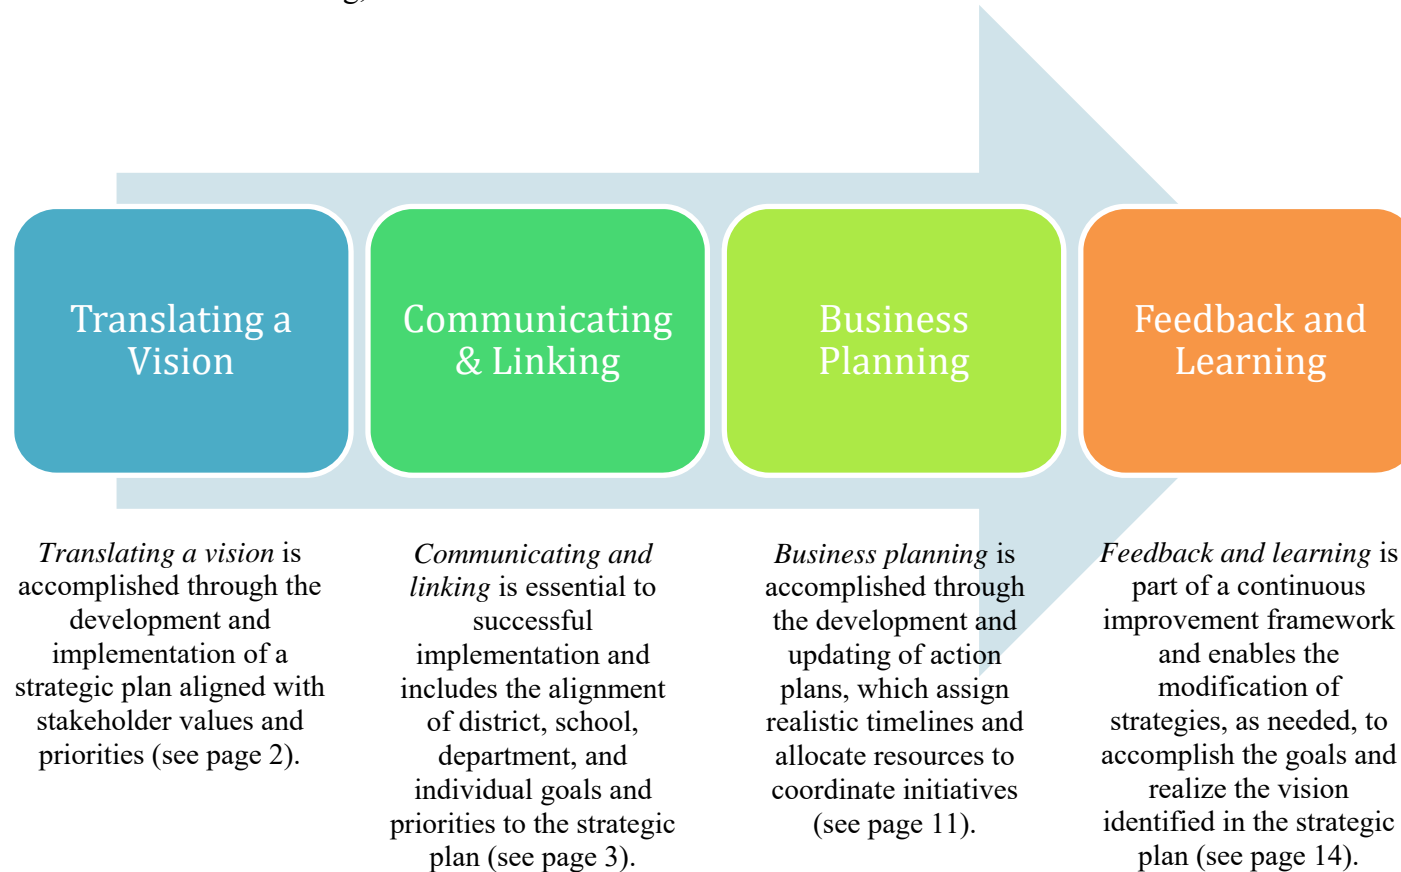 Translating a
Vision
Communicating
& Linking
Business
Planning
Feedback and
Learning
Translating a vision is
accomplished through the
development and
implementation of a
strategic plan aligned with
stakeholder values and
priorities (see page 2).
Communicating and
linking is essential to
successful
implementation and
includes the alignment
of district, school,
department, and
individual goals and
priorities to the strategic
plan (see page 3).
Business planning is
accomplished through
the development and
updating of action
plans, which assign
realistic timelines and
allocate resources to
coordinate initiatives
(see page 11).
Feedback and learning is
part of a continuous
improvement framework
and enables the
modification of
strategies, as needed, to
accomplish the goals and
realize the vision
identified in the strategic
plan (see page 14).